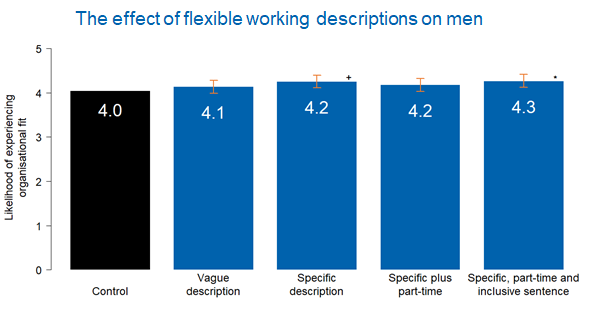 The effect of flexible working descriptions on men
Likelihood of experiencing
organisational fit
5
4
3
2
1
0
4.0
4.1
4.2
4.2
4.3
+
*
Control
Vague
description
Specific
description
Specific plus
part-time
Specific, part-time and
inclusive sentence